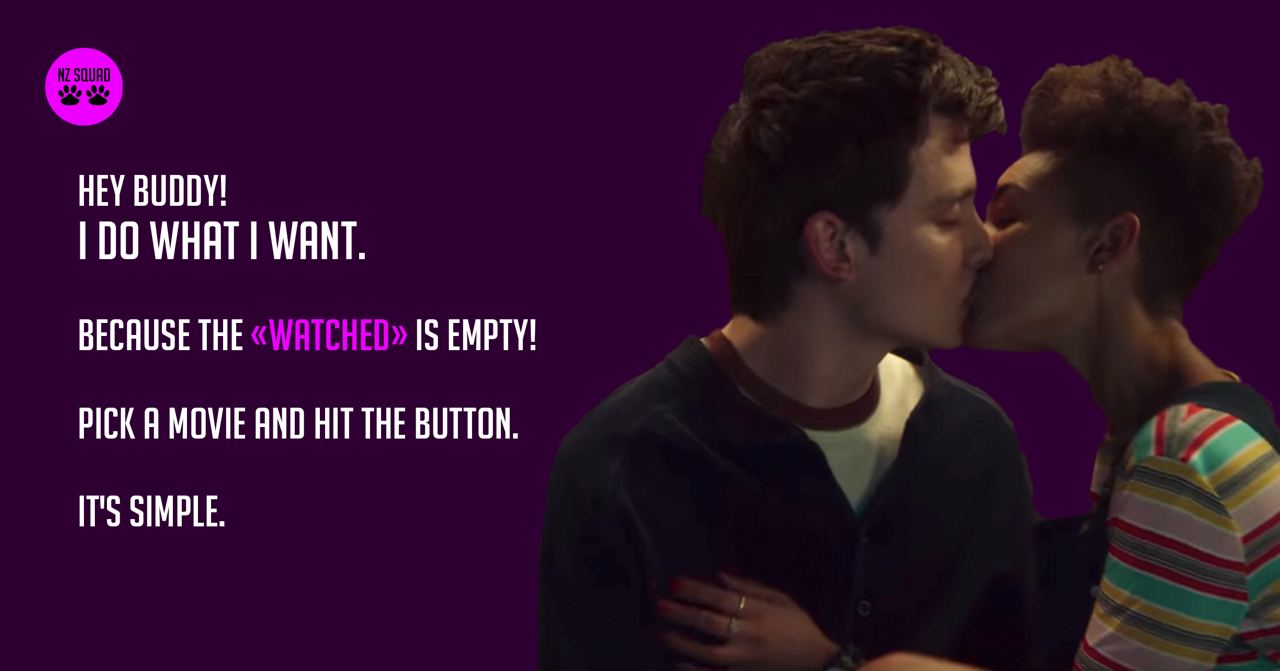 NZ SQUAD
HEY BUDDY!
I DO WHAT I WANT.
BECAUSE THE «WATCHED» IS EMPTY!
PICK A MOVIE AND HIT THE BUTTON.
IT'S SIMPLE.